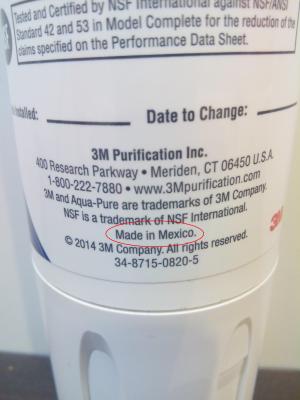 Tested and Certified by NSF International against NSF/ANSI
Standard 42 and 53 in Model Complete for the reduction of the
claims specified on the Performance Data Sheet.
Installed:
Date to Change:
3M Purification Inc.
400 Research Parkway • Meriden, CT 06450 U.S.A.
1-800-222-7880 • www.3Mpurification.com
3M and Aqua-Pure are trademarks of 3M Company.
NSF is a trademark of NSF International.
Made in Mexico.
© 2014 3M Company. All rights reserved.
34-8715-0820-5
3M